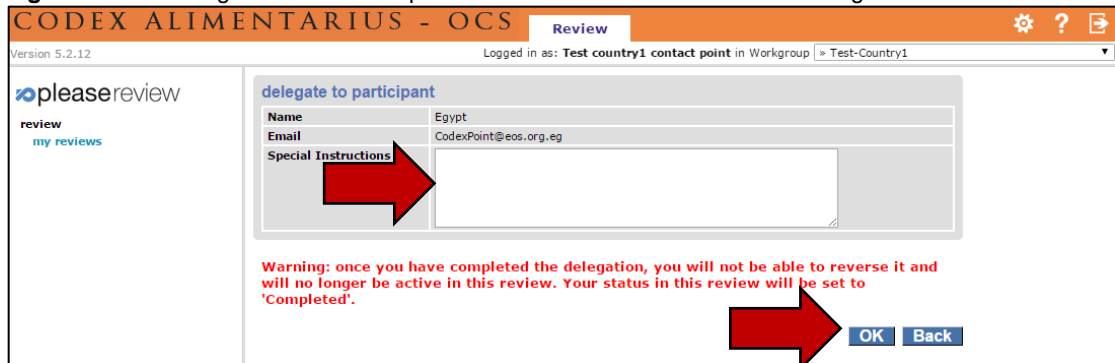 CODEX ALIMENTARIUS - OCS
Review
?
Version 5.2.12
Logged in as: Test country1 contact point in Workgroup » Test-Country1
pleasereview
review
my reviews
delegate to participant
Name Egypt
Email CodexPoint@eos.org.eg
Special Instructions
Warning: once you have completed the delegation, you will not be able to reverse it and
will no longer be active in this review. Your status in this review will be set to
'Completed'.
OK Back